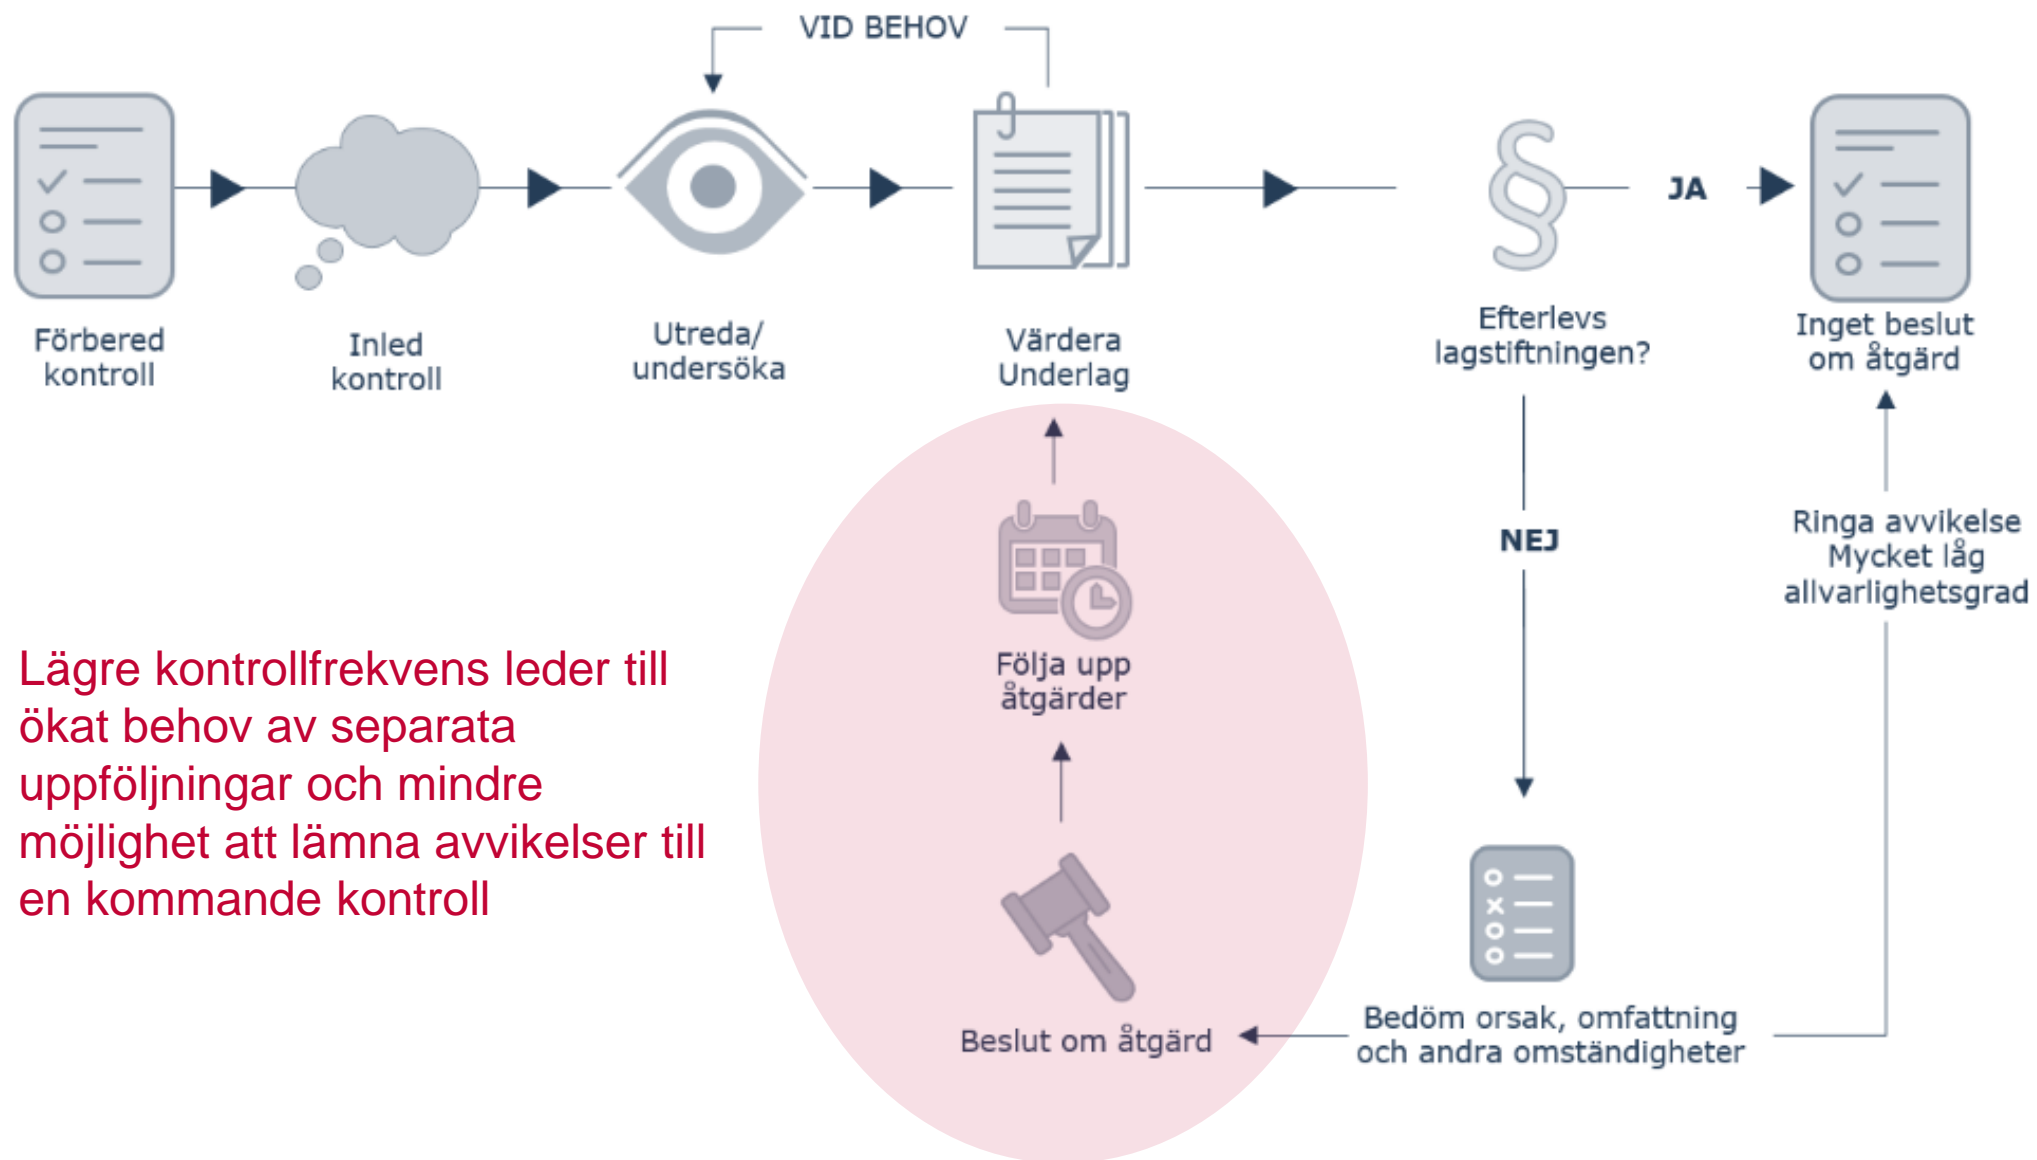 VID BEHOV
Förbered
kontroll
Inled
kontroll
Utreda/
undersöka
Värdera
Underlag
Efterlevs
lagstiftningen?
JA
Inget beslut
om åtgärd
NEJ
Ringa avvikelse
Mycket låg
allvarlighetsgrad
Följa upp
åtgärder
Lägre kontrollfrekvens leder till
ökat behov av separata
uppföljningar och mindre
möjlighet att lämna avvikelser till
en kommande kontroll
Beslut om åtgärd
Bedöm orsak, omfattning
och andra omständigheter